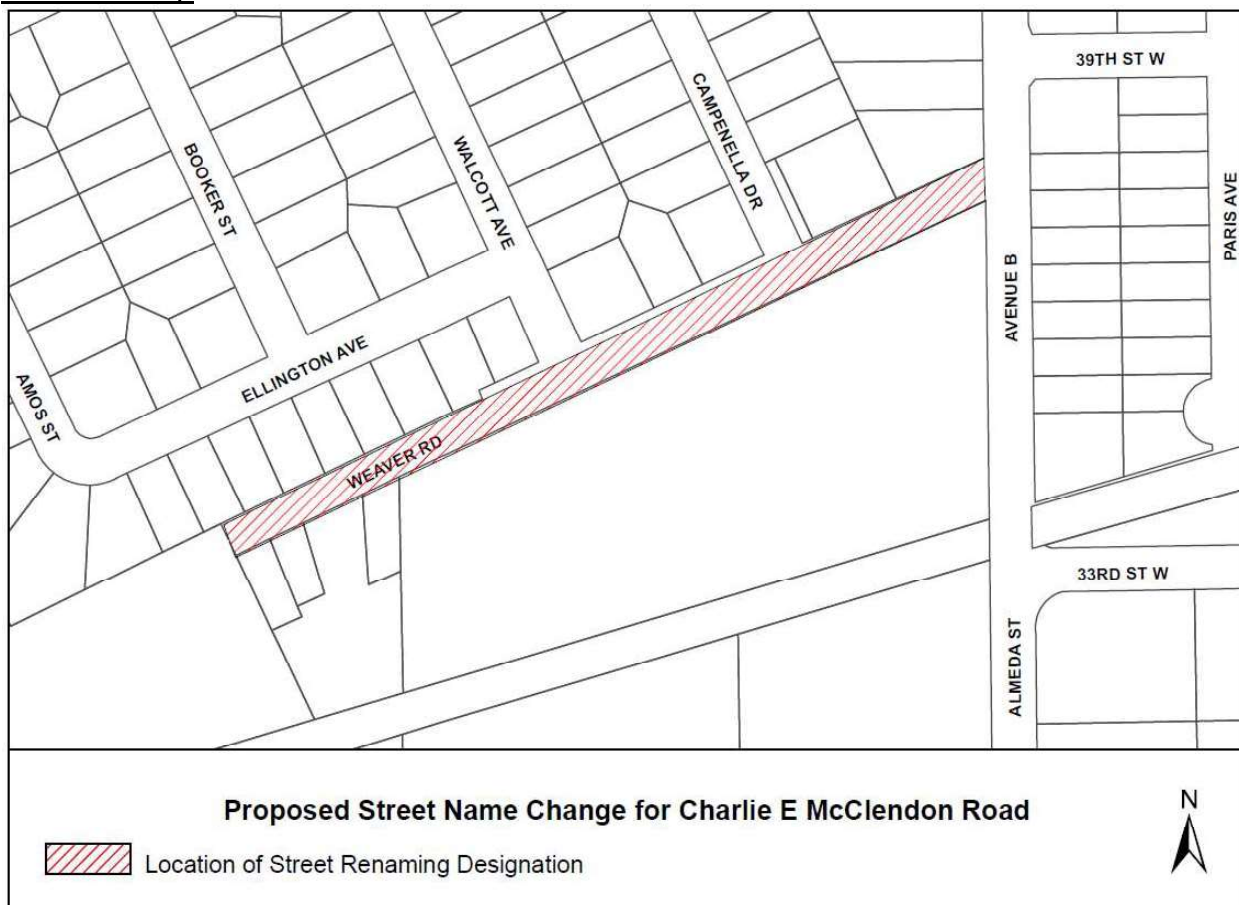 39TH ST W
CAMPENELLA DR
BOOKER ST
WALCOTT AVE
PARIS AVE
AVENUE B
ELLINGTON AVE
AMOS ST
WEAVER RD
33RD ST W
ALMEDA ST
Proposed Street Name Change for Charlie E McClendon Road
N
Location of Street Renaming Designation